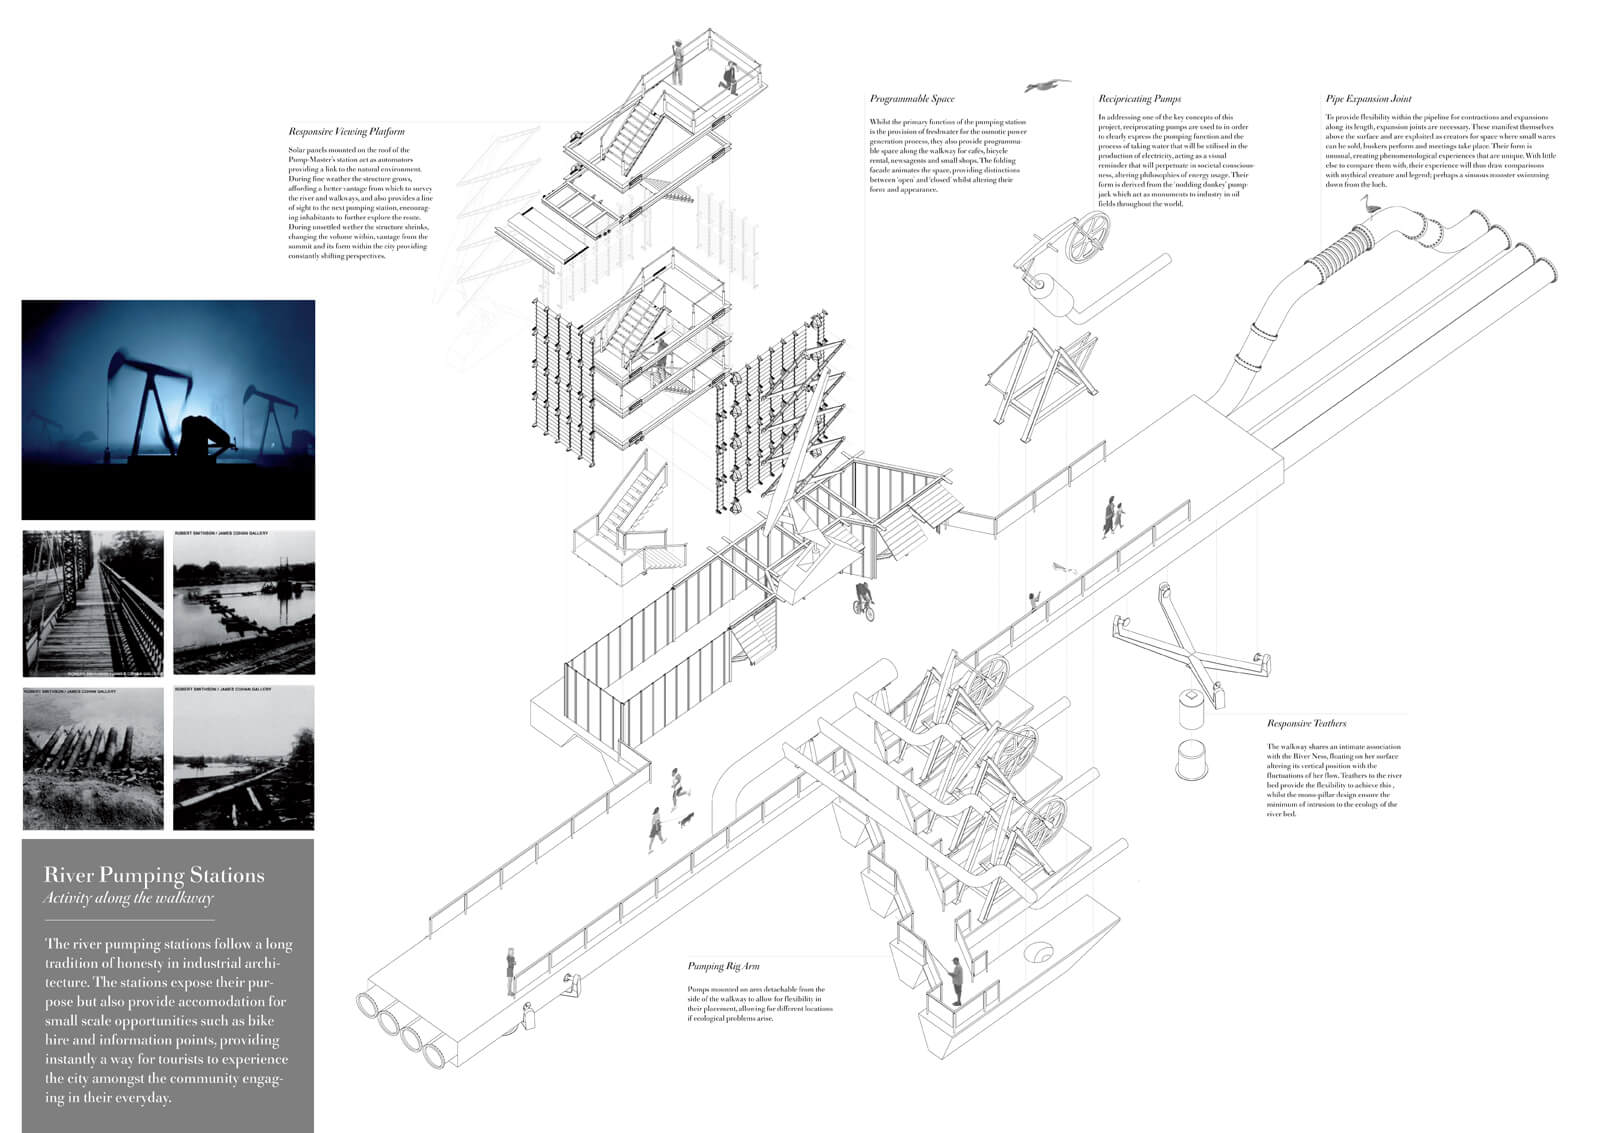 Responsive Viewing Platform
Solar panels mounted on the roof of the
Pump-Master's station act as automators
providing a link to the natural environment.
During fine weather the structure grows,
affording a better vantage from which to survey
the river and walkways, and also provides a line
of sight to the next pumping station, encourag-
ing inhabitants to further explore the route.
During unsettled wether the structure shrinks,
changing the volume within, vantage from the
summit and its form within the city providing
constantly shifting perspectives.
Programmable Space
Whilst the primary function of the pumping station
is the provision of freshwater for the osmotic power
generation process, they also provide programma-
ble space along the walkway for cafes, bicycle
rental, newsagents and small shops. The folding
facade animates the space, providing distinctions
between 'open' and 'closed' whilst altering their
form and appearance.
Recipricating Pumps
In addressing one of the key concepts of this
project, reciprocating pumps are used to in order
to clearly express the pumping function and the
process of taking water that will be utilised in the
production of electricity, acting as a visual
reminder that will perpetuate in societal conscious-
ness, altering philosophies of energy usage. Their
form is derived from the 'nodding donkey' pump-
jack which act as monuments to industry in oil
fields throughout the world.
Pipe Expansion Joint
To provide flexibility within the pipeline for contractions and expansions
along its length, expansion joints are necessary. These manifest themselves
above the surface and are exploited as creators for space where small wares
can be sold, buskers perform and meetings take place. Their form is
unusual, creating phenomenological experiences that are unique. With little
else to compare them with, their experience will thus draw comparisons
with mythical creature and legend; perhaps a sinuous monster swimming
down from the loch.
ROBERT SMITHSON / JAMES COHAN GALLERY
ROBERT SMITHSON / JAMES COHAN GALLERY
ROBERT SMITHSON / JAMES COHAN GALLERY
ROBERT SMITHSON / JAMES COHAN GALLERY
Responsive Teathers
The walkway shares an intimate association
with the River Ness, floating on her surface
altering its vertical position with the
fluctuations of her flow. Teathers to the river
bed provide the flexibility to achieve this ,
whilst the mono-pillar design ensure the
minimum of intrusion to the ecology of the
river bed.
Pumping Rig Arm
Pumps mounted on arm detachable from the
side of the walkway to allow for flexibility in
their placement, allowing for different locations
if ecological problems arise.
River Pumping Stations
Activity along the walkway
The river pumping stations follow a long
tradition of honesty in industrial archi-
tecture. The stations expose their pur-
pose but also provide accomodation for
small scale opportunities such as bike
hire and information points, providing
instantly a way for tourists to experience
the city amongst the community engag-
ing in their everyday.